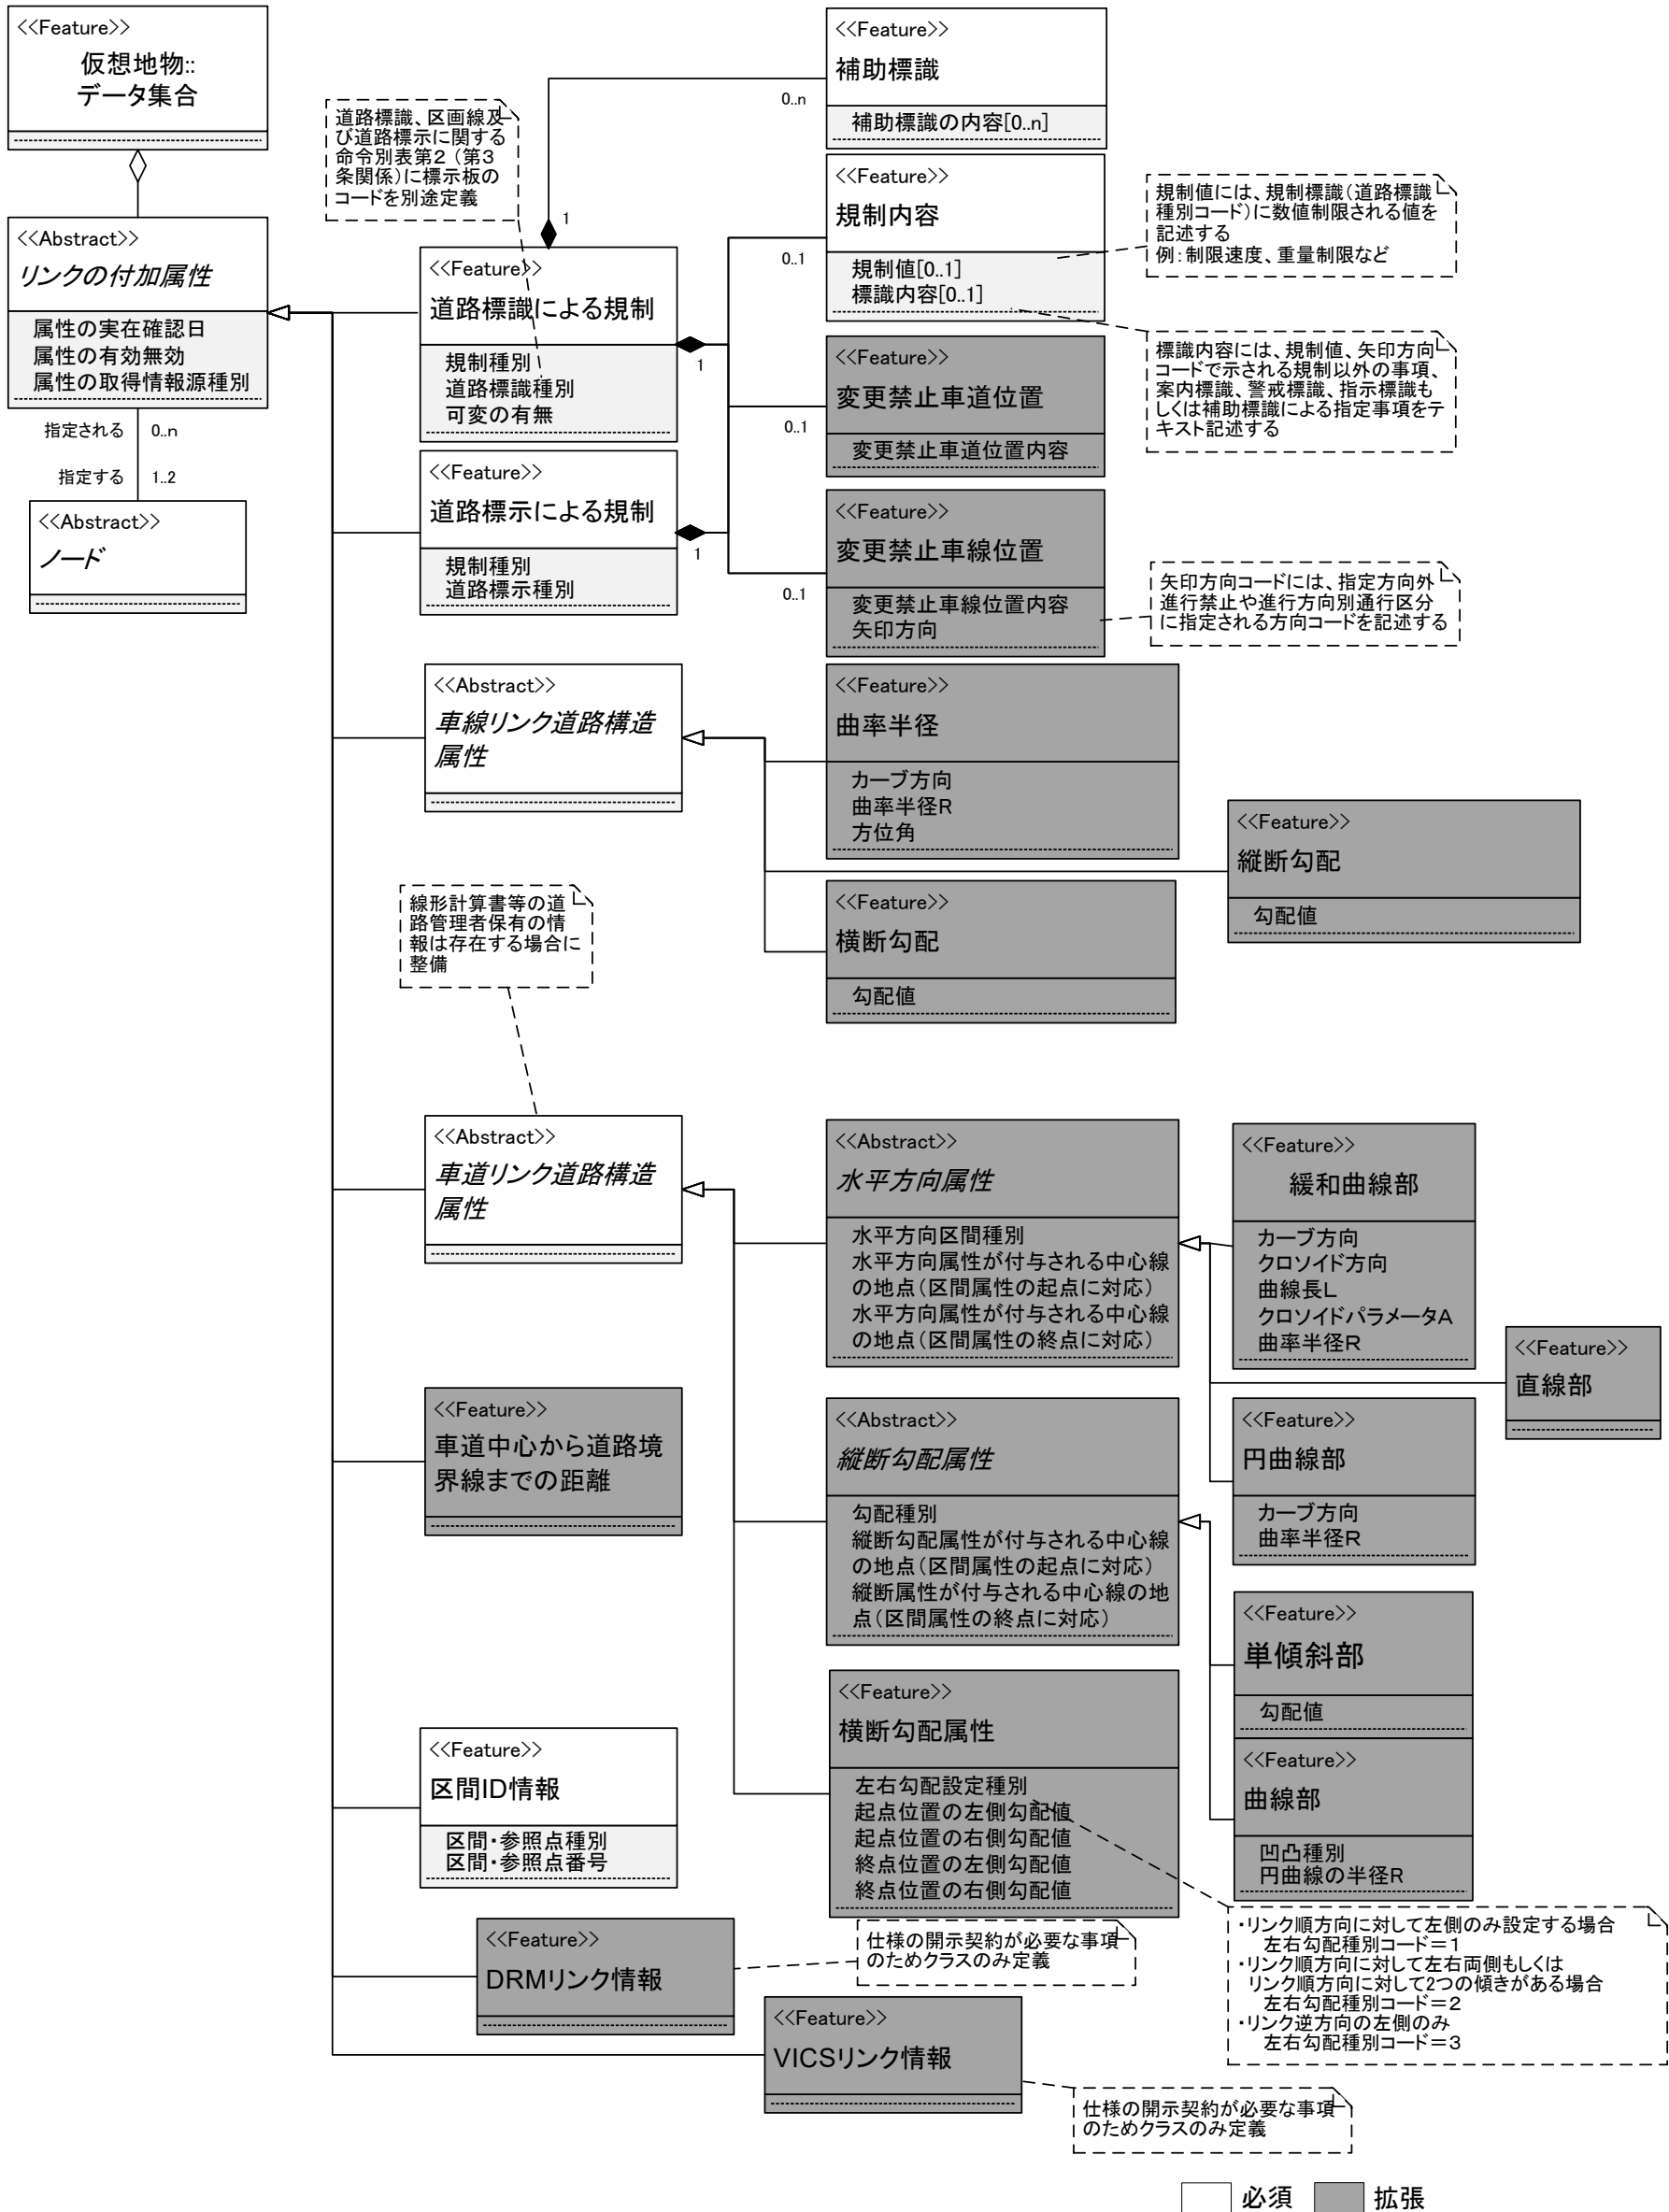 <<Feature>>
仮想地物::
データ集合
<<Abstract>>
リンクの付加属性
属性の実在確認日
属性の有効無効
属性の取得情報源種別
指定される
0..n
指定する
1..2
<<Abstract>>
ノード
道路標識、区画線及
び道路標示に関する
命令別表第2（第3
条関係）に標示板の
コードを別途定義
1
<<Feature>>
道路標識による規制
規制種別
道路標識種別
可変の有無
1
<<Feature>>
道路標示による規制
規制種別
道路標示種別
1
<<Feature>>
補助標識
補助標識の内容[0..n]
0..n
<<Feature>>
規制内容
規制値[0..1]
標識内容[0..1]
0..1
規制値には、規制標識（道路標識
種別コード）に数値制限される値を
記述する
例：制限速度、重量制限など
標識内容には、規制値、矢印方向
コードで示される規制以外の事項、
案内標識、警戒標識、指示標識も
しくは補助標識による指定事項をテ
キスト記述する
<<Feature>>
変更禁止車道位置
変更禁止車道位置内容
0..1
<<Feature>>
変更禁止車線位置
変更禁止車線位置内容
矢印方向
0..1
矢印方向コードには、指定方向外
進行禁止や進行方向別通行区分
に指定される方向コードを記述する
<<Abstract>>
車線リンク道路構造
属性
<<Feature>>
曲率半径
カーブ方向
曲率半径R
方位角
<<Feature>>
縦断勾配
勾配値
<<Feature>>
横断勾配
勾配値
線形計算書等の道
路管理者保有の情
報は存在する場合に
整備
<<Abstract>>
車道リンク道路構造
属性
<<Abstract>>
水平方向属性
水平方向区間種別
水平方向属性が付与される中心線
の地点（区間属性の起点に対応）
水平方向属性が付与される中心線
の地点（区間属性の終点に対応）
<<Feature>>
緩和曲線部
カーブ方向
クロソイド方向
曲線長L
クロソイドパラメータA
曲率半径R
<<Feature>>
直線部
<<Feature>>
円曲線部
カーブ方向
曲率半径R
<<Feature>>
車道中心から道路境
界線までの距離
<<Abstract>>
縦断勾配属性
勾配種別
縦断勾配属性が付与される中心線
の地点（区間属性の起点に対応）
縦断属性が付与される中心線の地
点（区間属性の終点に対応）
<<Feature>>
単傾斜部
勾配値
<<Feature>>
曲線部
凹凸種別
円曲線の半径R
<<Feature>>
横断勾配属性
左右勾配設定種別
起点位置の左側勾配値
起点位置の右側勾配値
終点位置の左側勾配値
終点位置の右側勾配値
<<Feature>>
区間ID情報
区間・参照点種別
区間・参照点番号
・リンク順方向に対して左側のみ設定する場合
左右勾配種別コード＝1
・リンク順方向に対して左右両側もしくは
リンク順方向に対して2つの傾きがある場合
左右勾配種別コード＝2
・リンク逆方向の左側のみ
左右勾配種別コード＝3
<<Feature>>
DRMリンク情報
仕様の開示契約が必要な事項
のためクラスのみ定義
<<Feature>>
VICSリンク情報
仕様の開示契約が必要な事項
のためクラスのみ定義
必須
拡張